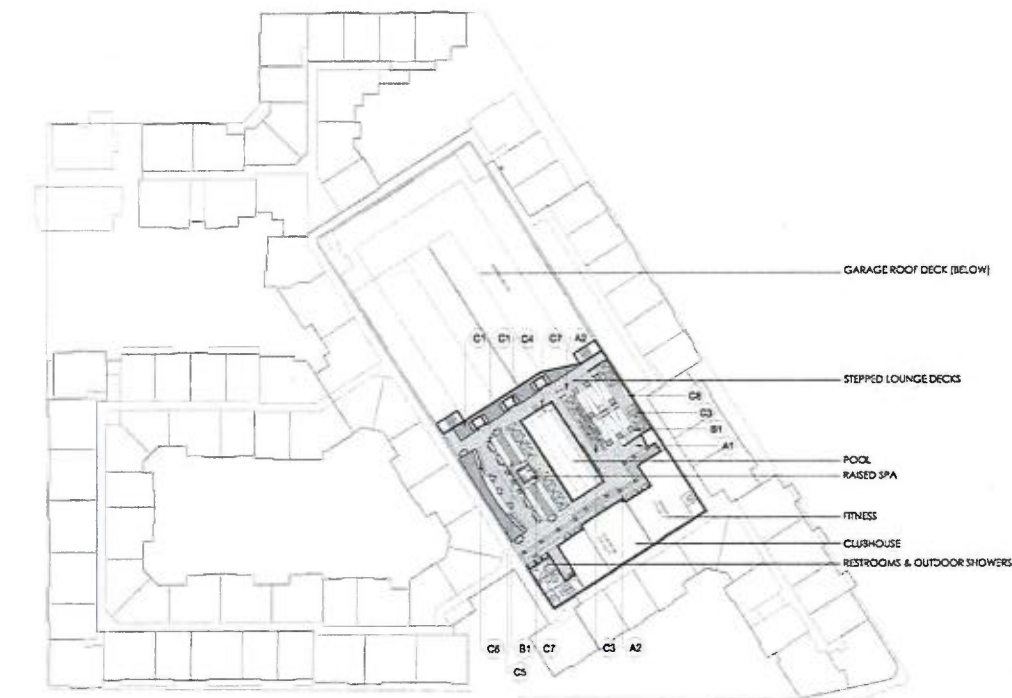 GARAGE ROOF DECK (BELOW)
C1 C1 C4 C7 A2
STEPPED LOUNGE DECKS
C8
C3
B1
A1
POOL
RAISED SPA
FITNESS
CLUBHOUSE
RESTROOMS & OUTDOOR SHOWERS
C6 B1 C7 C3 A2
C5